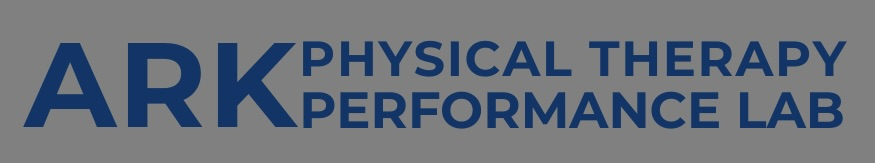 ARK
PHYSICAL THERAPY
PERFORMANCE LAB